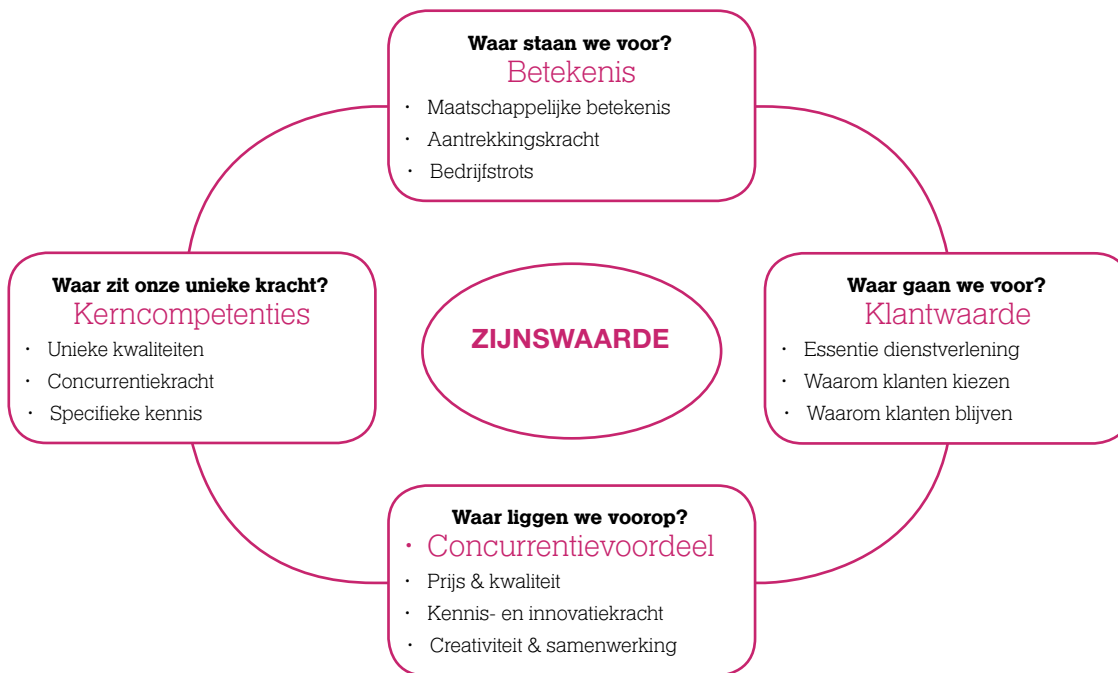 Waar staan we voor?
Betekenis
· Maatschappelijke betekenis
· Aantrekkingskracht
· Bedrijfstrots
Waar zit onze unieke kracht?
Kerncompetenties
· Unieke kwaliteiten
· Concurrentiekracht
· Specifieke kennis
ZIJNSWAARDE
Waar gaan we voor?
Klantwaarde
· Essentie dienstverlening
· Waarom klanten kiezen
· Waarom klanten blijven
Waar liggen we voorop?
· Concurrentievoordeel
· Prijs & kwaliteit
· Kennis- en innovatiekracht
· Creativiteit & samenwerking